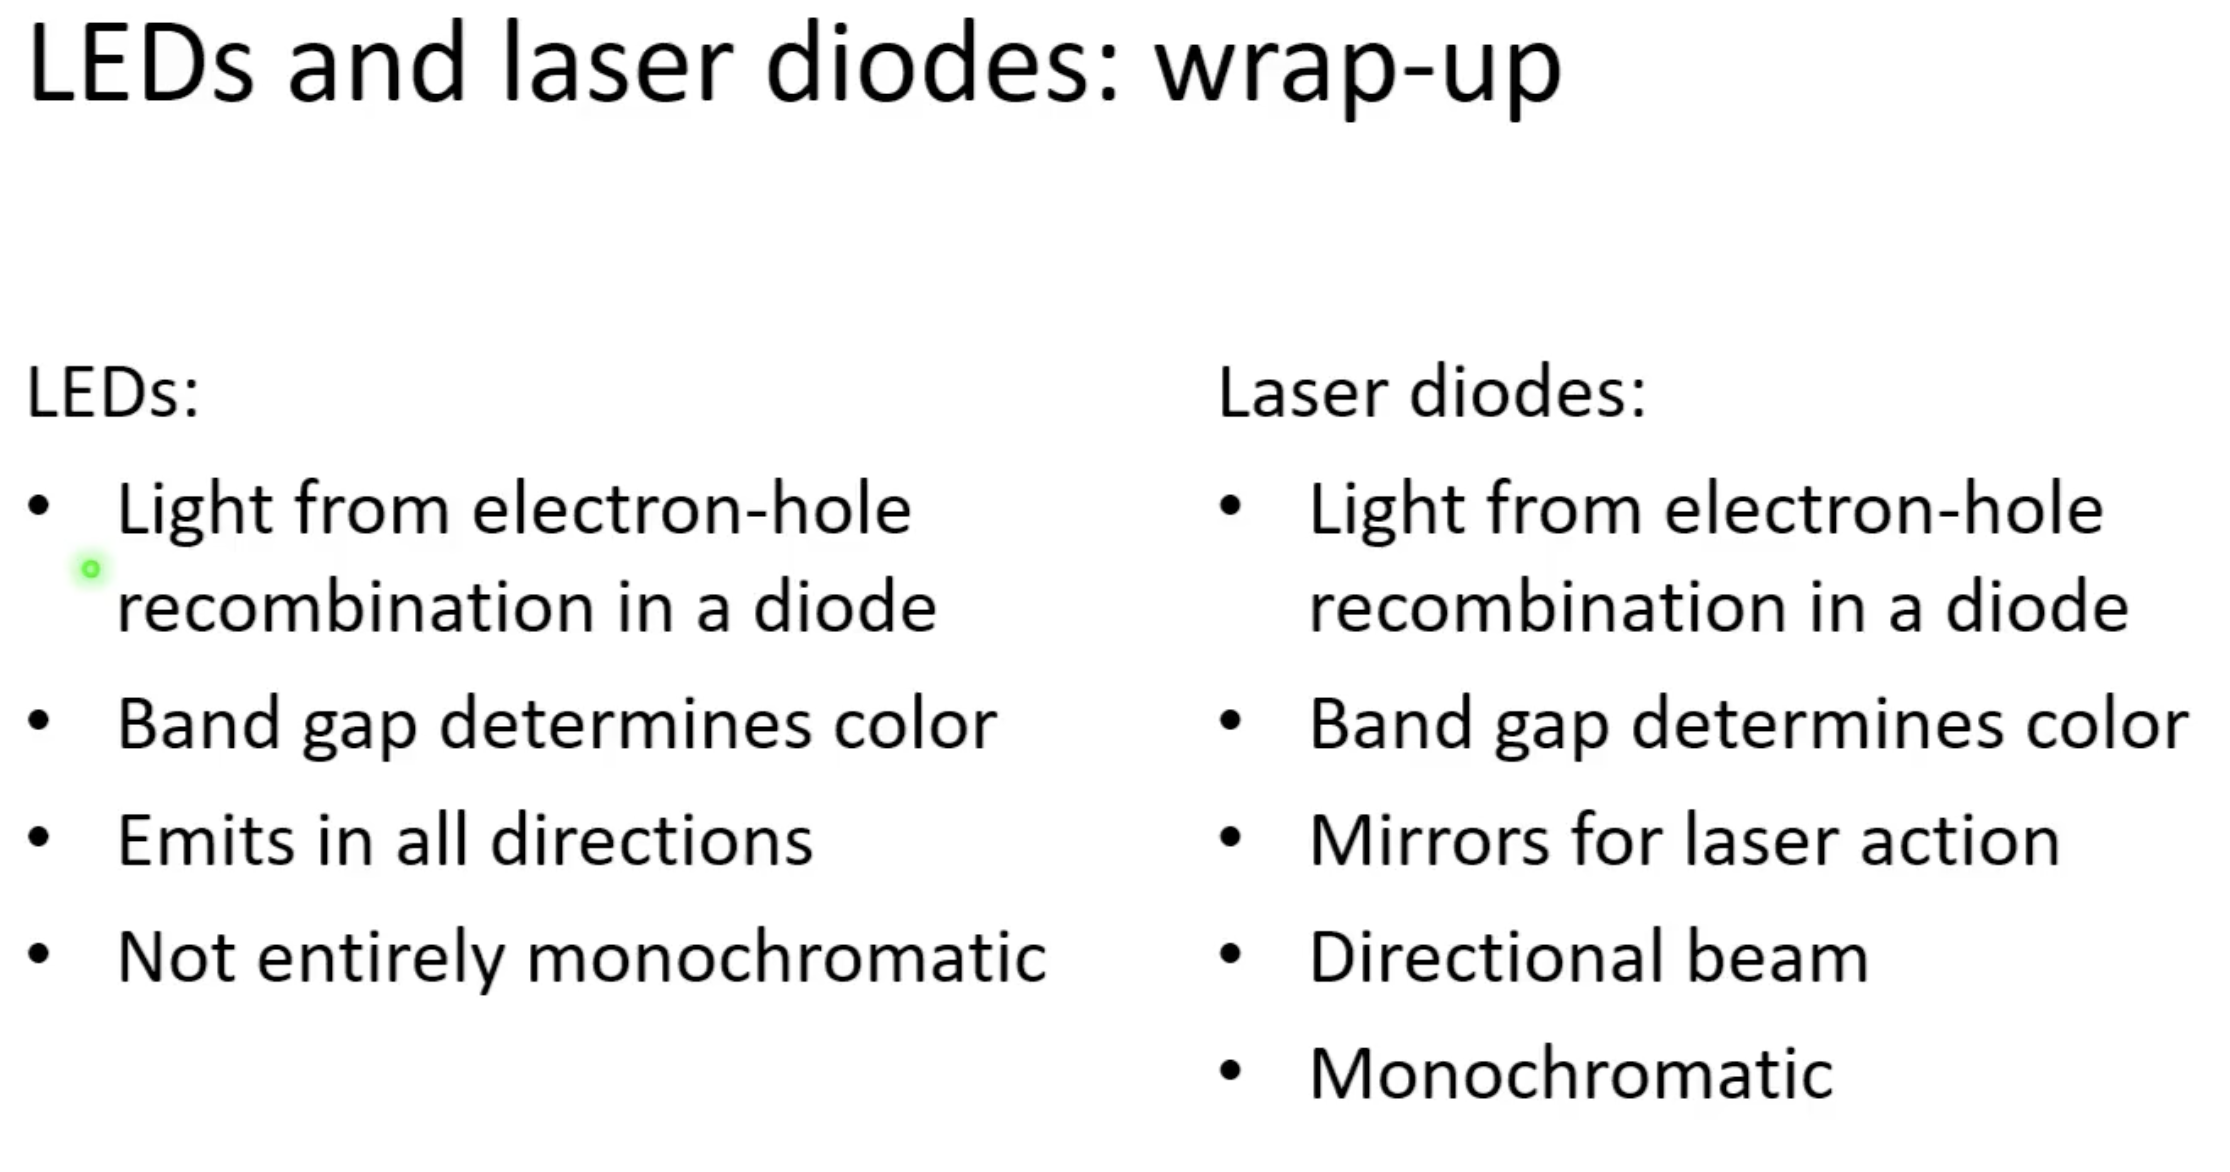 LEDs and laser diodes: wrap-up
LEDs:
• Light from electron-hole
recombination in a diode
• Band gap determines color
• Emits in all directions
• Not entirely monochromatic
Laser diodes:
• Light from electron-hole
recombination in a diode
• Band gap determines color
• Mirrors for laser action
• Directional beam
• Monochromatic